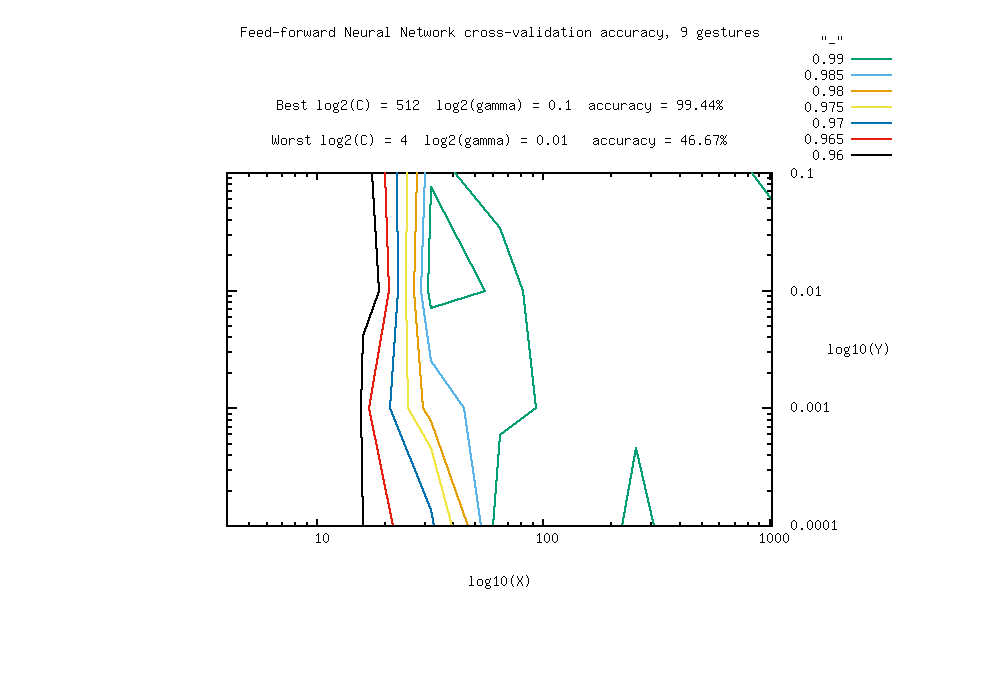 Feed-forward Neural Network cross-validation accuracy, 9 gestures
"_"
0.99
0.985
0.98
0.975
0.97
0.965
0.96
Best log2(C) = 512 log2(gamma) = 0.1 accuracy = 99.44%
Worst log2(C) = 4 log2(gamma) = 0.01 accuracy = 46.67%
0.1
0.01
log10(Y)
0.001
0.0001
10 100 1000
log10(X)